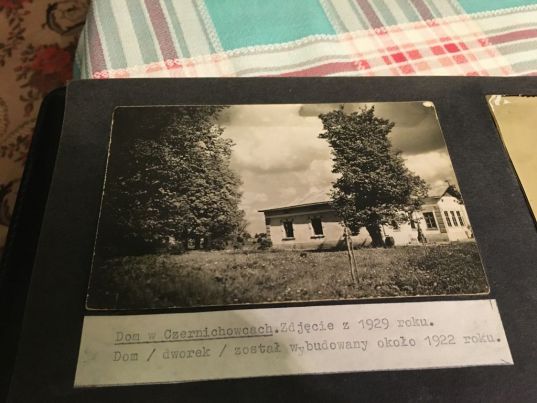 Dom w Czernichowcach.Zdjęcie z 1929 roku.
Dom / dworek / został wybudowany około 1922 roku.